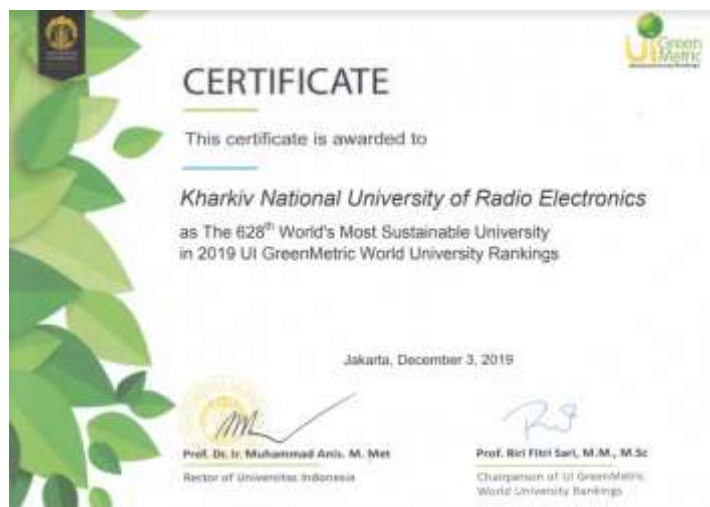 UI Green
Metric
CERTIFICATE
This certificate is awarded to
Kharkiv National University of Radio Electronics
as The 628th World's Most Sustainable University
in 2019 UI GreenMetric World University Rankings
Jakarta, December 3, 2019
Prof. Dr. Ir. Muhammad Anis. M. Met
Rector of Universitas Indonesia
Prof. Riri Fitri Sari, M.M., M.Sc
Chairperson of UI GreenMetric
World University Rankings